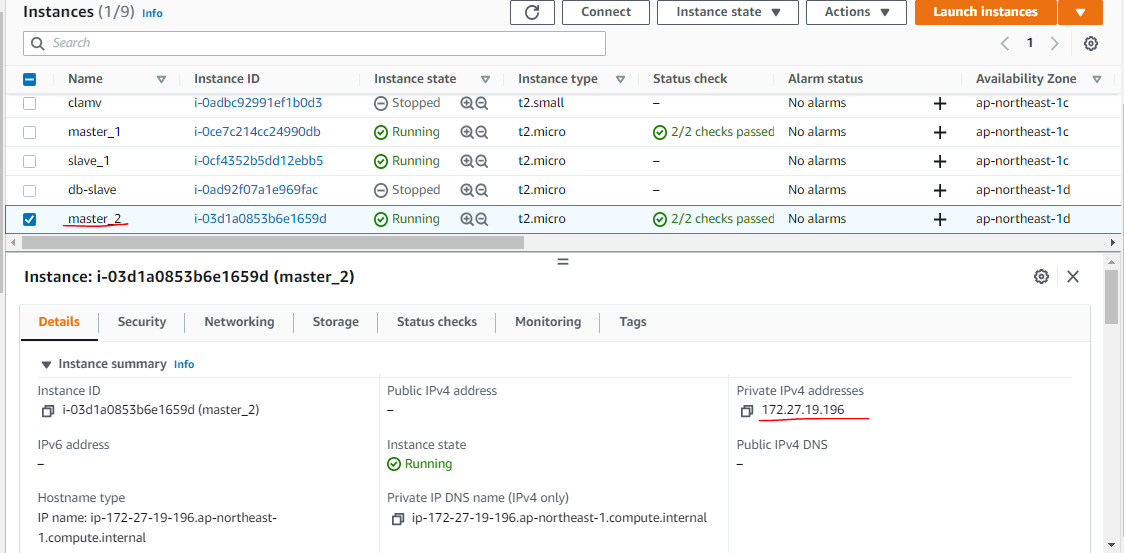 Instances (1/9) Info Connect Instance state Actions Launch instances
Search 1
Name Instance ID Instance state Instance type Status check Alarm status Availability Zone
clamv i-0adbc92991ef1b0d3 Stopped t2.small – No alarms + ap-northeast-1c
master_1 i-0ce7c214cc24990db Running t2.micro 2/2 checks passed No alarms + ap-northeast-1c
slave_1 i-0cf4352b5dd12ebb5 Running t2.micro – No alarms + ap-northeast-1c
db-slave i-0ad92f07a1e969fac Stopped t2.micro – No alarms + ap-northeast-1d
master_2 i-03d1a0853b6e1659d Running t2.micro 2/2 checks passed No alarms + ap-northeast-1d
Instance: i-03d1a0853b6e1659d (master_2)
Details Security Networking Storage Status checks Monitoring Tags
Instance summary Info
Instance ID Public IPv4 address Private IPv4 addresses
i-03d1a0853b6e1659d (master_2) – 172.27.19.196
IPv6 address Instance state Public IPv4 DNS
– Running –
Hostname type Private IP DNS name (IPv4 only)
IP name: ip-172-27-19-196.ap-northeast- ip-172-27-19-196.ap-northeast-1.compute.internal
1.compute.internal